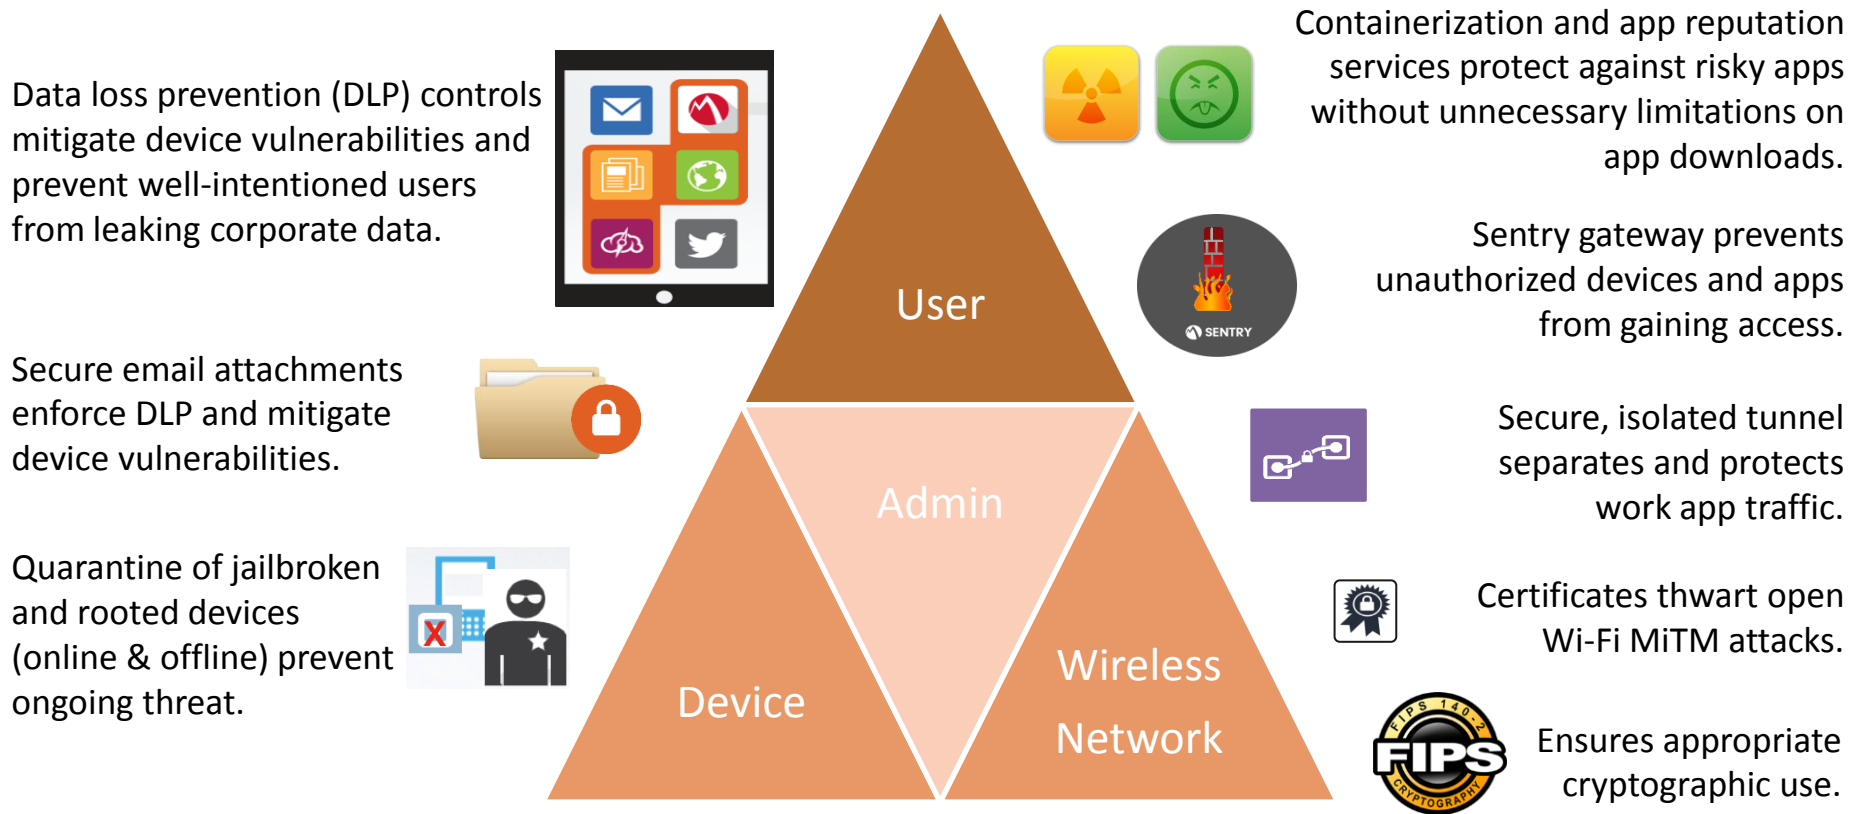 Data loss prevention (DLP) controls
mitigate device vulnerabilities and
prevent well-intentioned users
from leaking corporate data.
Secure email attachments
enforce DLP and mitigate
device vulnerabilities.
Quarantine of jailbroken
and rooted devices
(online & offline) prevent
ongoing threat.
X
User
Admin
Device
Wireless
Network
Containerization and app reputation
services protect against risky apps
without unnecessary limitations on
app downloads.
SENTRY
Sentry gateway prevents
unauthorized devices and apps
from gaining access.
Secure, isolated tunnel
separates and protects
work app traffic.
Certificates thwart open
Wi-Fi MiTM attacks.
FIPS 140-2
FIPS
CRYPTOGRAPHY
Ensures appropriate
cryptographic use.